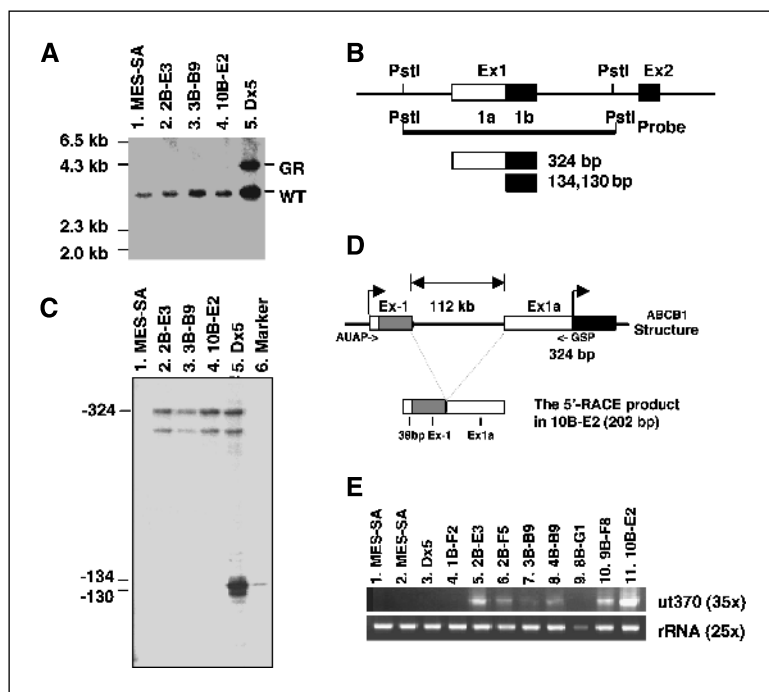 A
1. MES-SA
2. 2B-E3
3. 3B-B9
4. 10B-E2
5. Dx5
6.5 kb
4.3 kb
2.3 kb
2.0 kb
GR
WT
B
PstI Ex1 PstI Ex2
1a 1b PstI Probe
324 bp
134,130 bp
C
1. MES-SA
2. 2B-E3
3. 3B-B9
4. 10B-E2
5. Dx5
6. Marker
-324
-134
-130
D
Ex-1 112 kb Ex1a
ABCB1
Structure
AUAP-> <- GSP
324 bp
The 5'-RACE product
in 10B-E2 (202 bp)
38bp Ex-1 Ex1a
E
1. MES-SA
2. MES-SA
3. Dx5
4. 1B-F2
5. 2B-E3
6. 2B-F5
7. 3B-B9
8. 4B-B9
9. 8B-G1
10. 9B-F8
11. 10B-E2
ut370 (35x)
rRNA (25x)